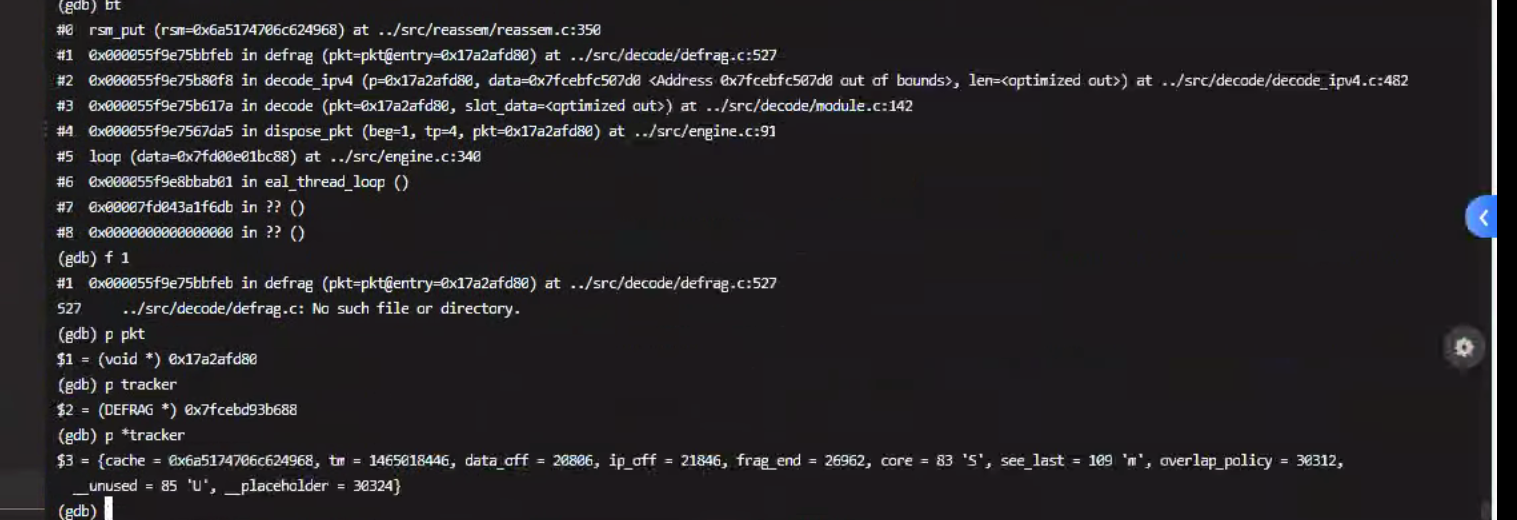 (gdb) bt
#0 rsm_put (rsm=0x6a5174706c624968) at ../src/reassem/reassem.c:350
#1 0x000055f9e75bbfeb in defrag (pkt=pkt@entry=0x17a2afd80) at ../src/decode/defrag.c:527
#2 0x000055f9e75b80f8 in decode_ipv4 (p=0x17a2afd80, data=0x7fcebfc507d0 <Address 0x7fcebfc507d0 out of bounds>, len=<optimized out>) at ../src/decode/decode_ipv4.c:482
#3 0x000055f9e75b617a in decode (pkt=0x17a2afd80, slot_data=<optimized out>) at ../src/decode/module.c:142
#4 0x000055f9e7567da5 in dispose_pkt (beg=1, tp=4, pkt=0x17a2afd80) at ../src/engine.c:91
#5 loop (data=0x7fd00e01bc88) at ../src/engine.c:340
#6 0x000055f9e8bbab01 in eal_thread_loop ()
#7 0x00007fd043a1f6db in ?? ()
#8 0x0000000000000000 in ?? ()
(gdb) f 1
#1 0x000055f9e75bbfeb in defrag (pkt=pkt@entry=0x17a2afd80) at ../src/decode/defrag.c:527
527 ../src/decode/defrag.c: No such file or directory.
(gdb) p pkt
$1 = (void *) 0x17a2afd80
(gdb) p tracker
$2 = (DEFRAG *) 0x7fcebd93b688
(gdb) p *tracker
$3 = {cache = 0x6a5174706c624968, tm = 1465018446, data_off = 20806, ip_off = 21846, frag_end = 26962, core = 83 'S', see_last = 109 'm', overlap_policy = 30312,
__unused = 85 'U', __placeholder = 30324}
(gdb)